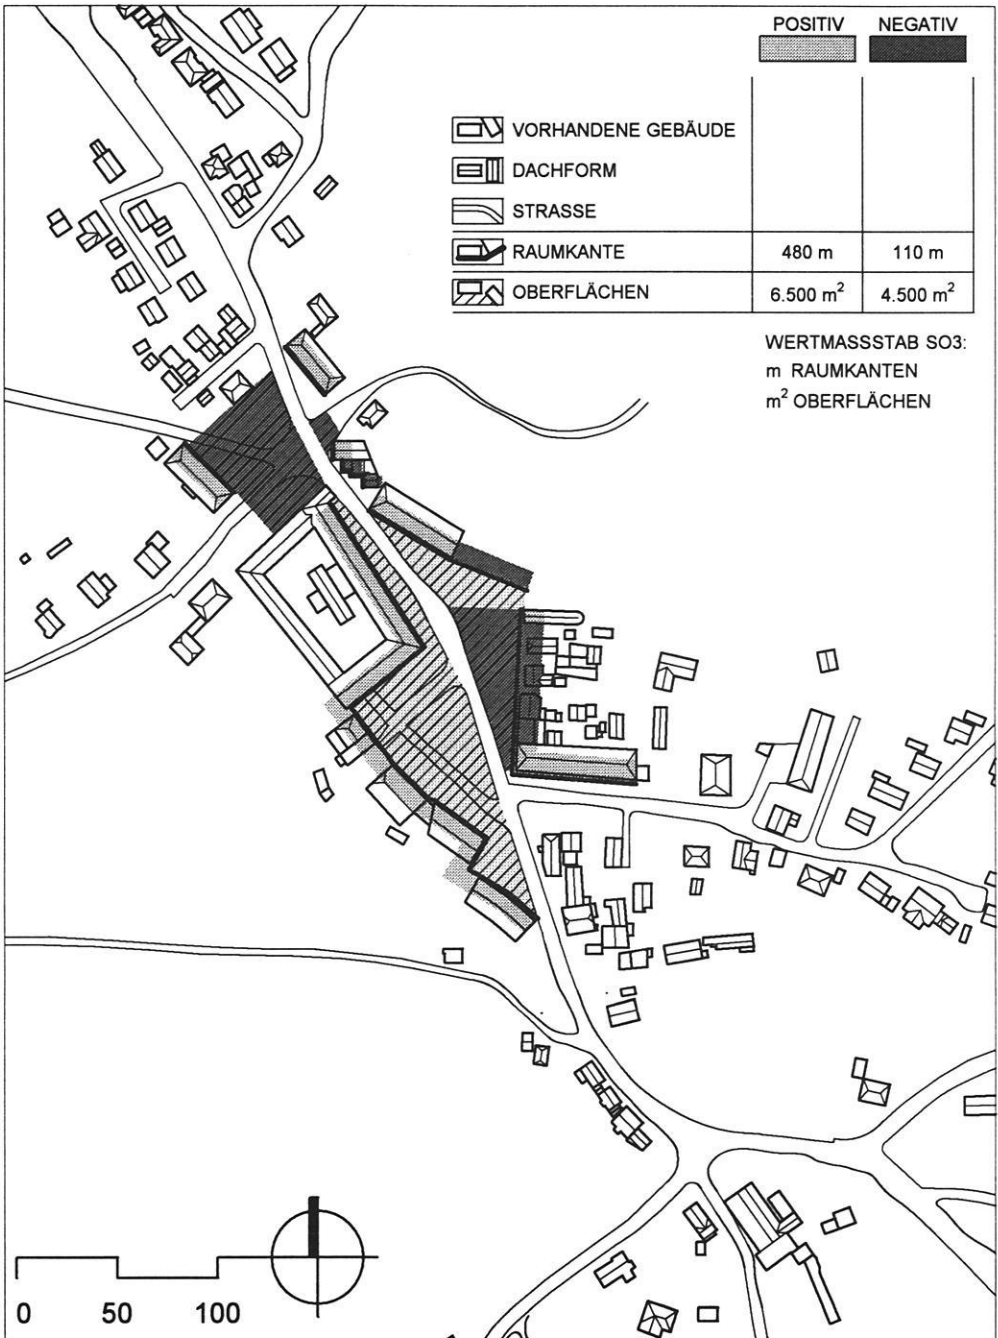 POSITIV NEGATIV
VORHANDENE GEBÄUDE
DACHFORM
STRASSE
RAUMKANTE 480 m 110 m
OBERFLÄCHEN 6.500 m² 4.500 m²
WERTMASSSTAB SO3:
m RAUMKANTEN
m² OBERFLÄCHEN
0 50 100